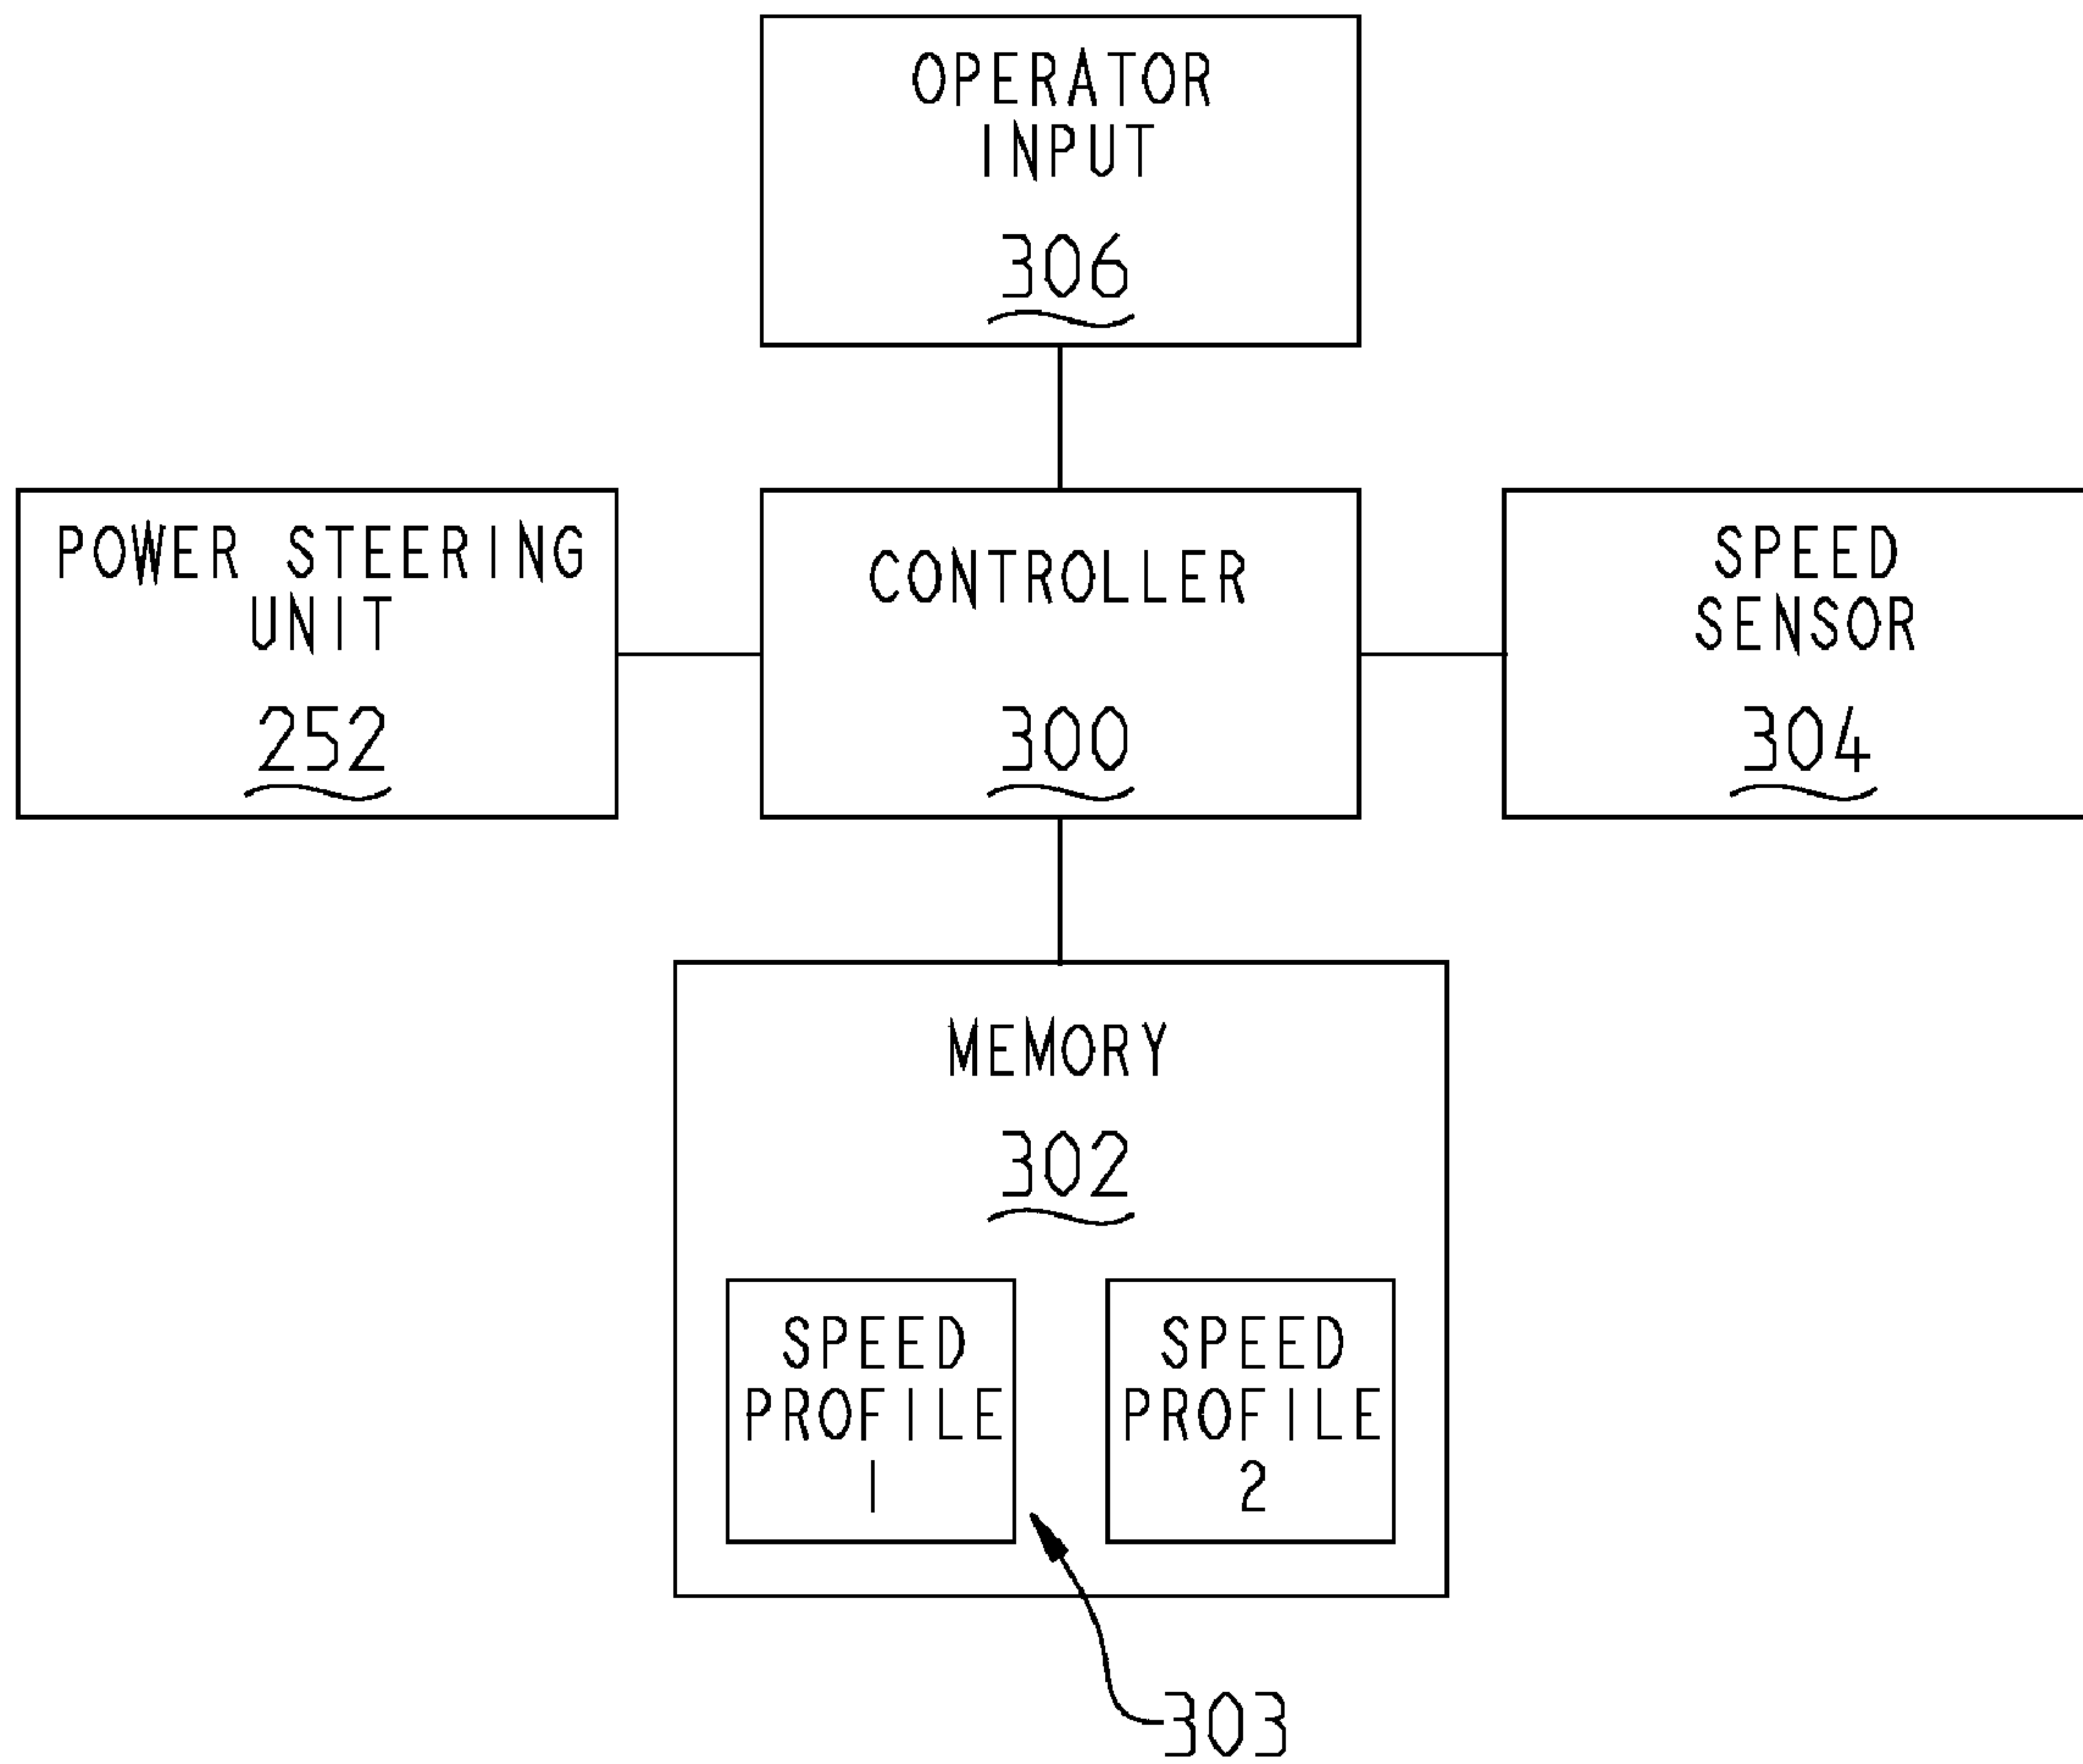 OPERATOR
INPUT
306
POWER STEERING
UNIT
252
CONTROLLER
300
SPEED
SENSOR
304
MEMORY
302
SPEED
PROFILE
1
SPEED
PROFILE
2
303